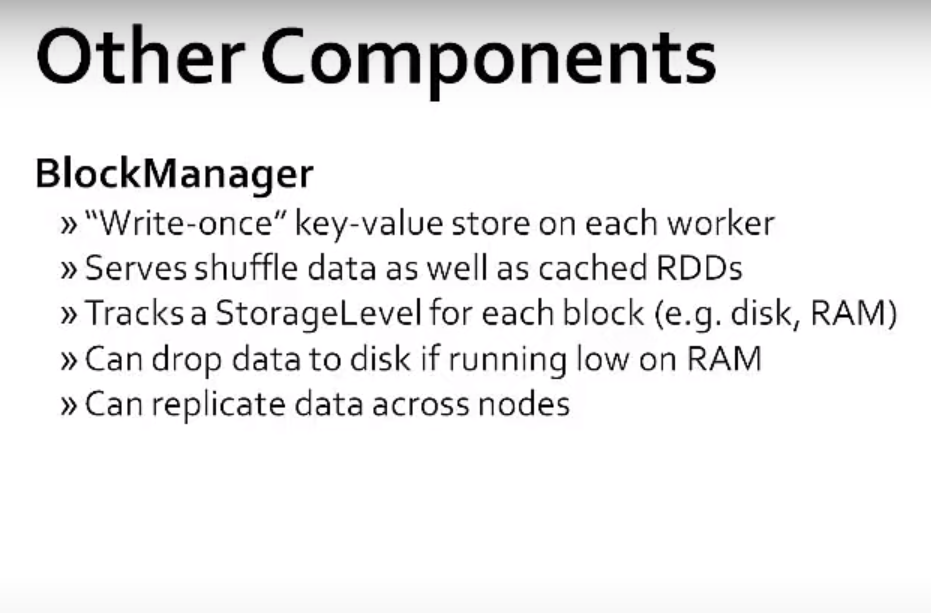 Other Components
BlockManager
» “Write-once” key-value store on each worker
» Serves shuffle data as well as cached RDDs
» Tracks a StorageLevel for each block (e.g. disk, RAM)
» Can drop data to disk if running low on RAM
» Can replicate data across nodes